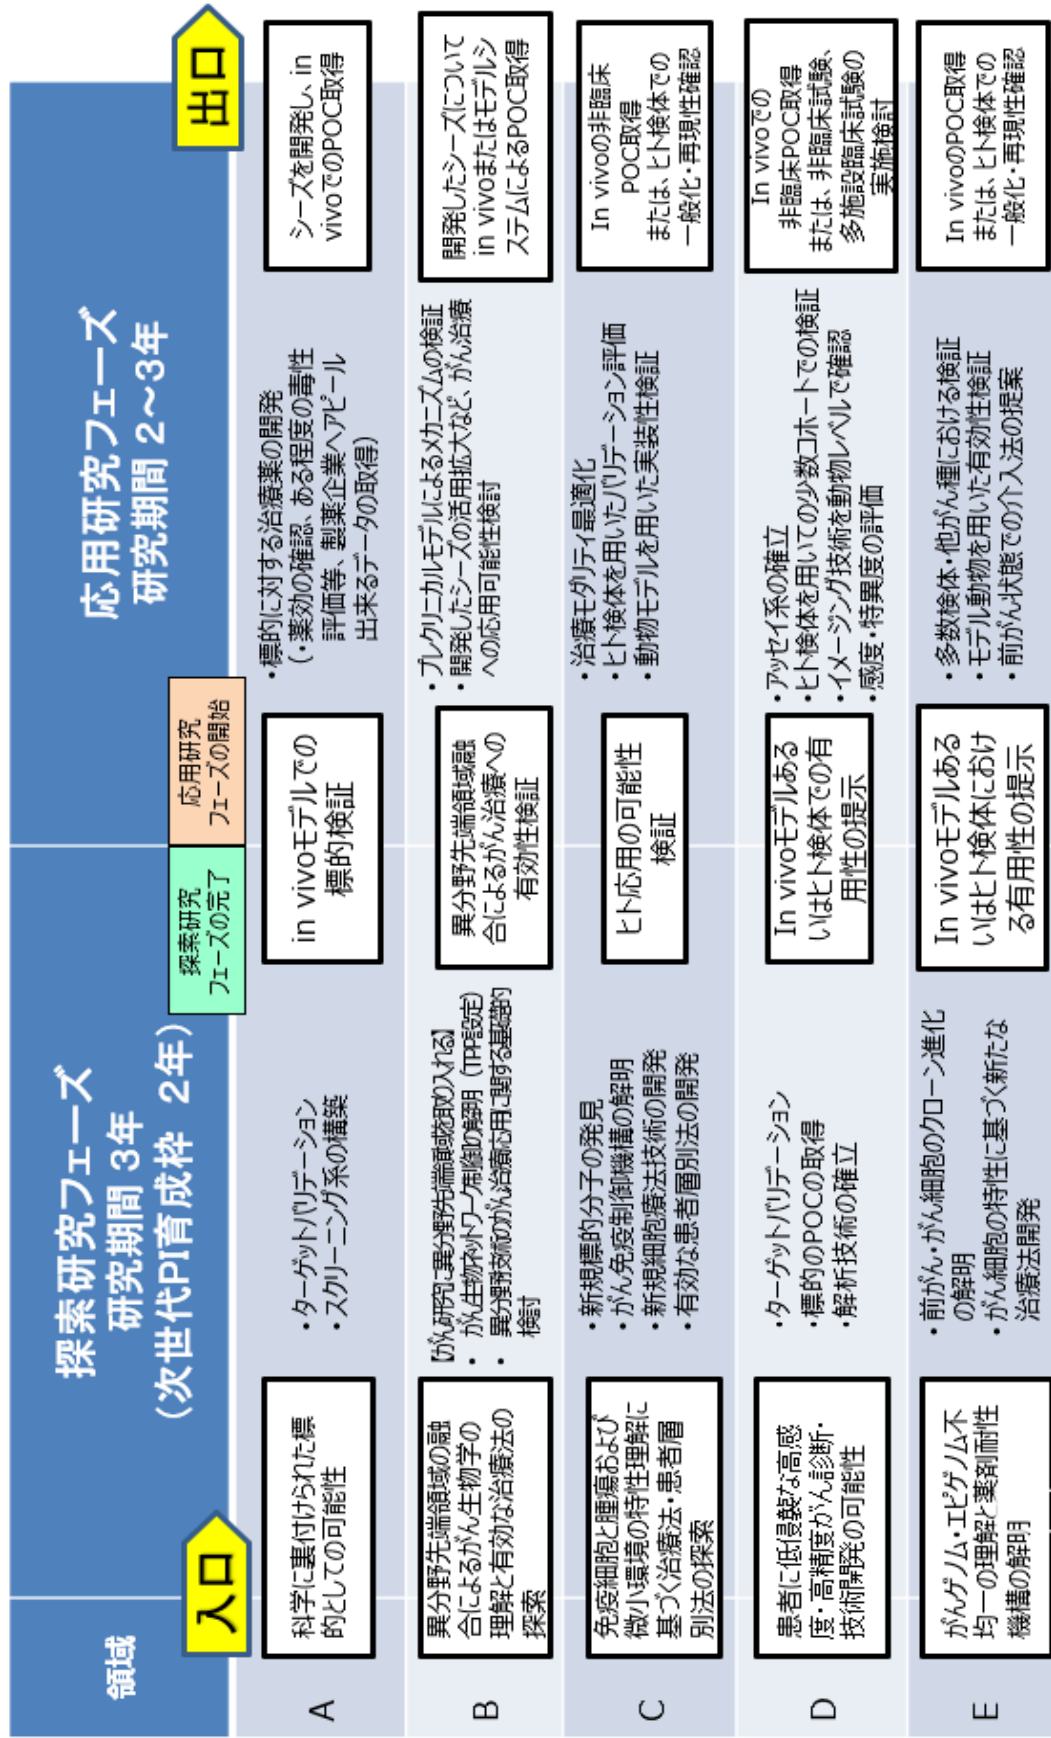 領域
探索研究フェーズ
研究期間 3年
(次世代PI育成枠 2年)
応用研究フェーズ
研究期間 2～3年
入口
探索研究
フェーズの完了
応用研究
フェーズの開始
出口
A
科学に裏付けられた標
的としての可能性
・ターゲットバリデーション
・スクリーニング系の構築
in vivoモデルでの
標的検証
・標的に対する治療薬の開発
(・薬効の確認、ある程度の毒性
評価等、製薬企業へアピール
出来るデータの取得)
シーズを開発し、in
vivoでのPOC取得
B
異分野先端領域の融
合によるがん生物学の
理解と有効な治療法の
探索
【がん研究に異分野先端領域を取り入れる】
・がん生物ネットワーク制御の解明(TPP設定)
・異分野技術のがん治療応用に関する基礎的
検討
異分野先端領域融
合によるがん治療への
有効性検証
・プレクリニカルモデルによるメカニズムの検証
・開発したシーズの活用拡大など、がん治療
への応用可能性検討
開発したシーズについて
in vivoまたはモデルシ
ステムによるPOC取得
C
免疫細胞と腫瘍および
微小環境の特性理解に
基づく治療法・患者層
別法の探索
・新規標的分子の発見
・がん免疫制御機構の解明
・新規細胞療法技術の開発
・有効な患者層別法の開発
ヒト応用の可能性
検証
・治療モダリティ最適化
・ヒト検体を用いたバリデーション評価
・動物モデルを用いた実装性検証
In vivoの非臨床
POC取得
または、ヒト検体での
一般化・再現性確認
D
患者に低侵襲な高感
度・高精度がん診断・
技術開発の可能性
・ターゲットバリデーション
・標的のPOCの取得
・解析技術の確立
In vivoモデルある
いはヒト検体での有
用性の提示
・アッセイ系の確立
・ヒト検体を用いての少数コホートでの検証
・イメージング技術を動物レベルで確認
・感度・特異度の評価
In vivoでの
非臨床POC取得
または、非臨床試験、
多施設臨床試験の
実施検討
E
がんゲノム・エピゲノム不
均一の理解と薬剤耐性
機構の解明
・前がん・がん細胞のクローン進化
の解明
・がん細胞の特性に基づく新たな
治療法開発
In vivoモデルある
いはヒト検体におけ
る有用性の提示
・多数検体・他がん種における検証
・モデル動物を用いた有効性検証
・前がん状態での介入法の提案
In vivoのPOC取得
または、ヒト検体での
一般化・再現性確認